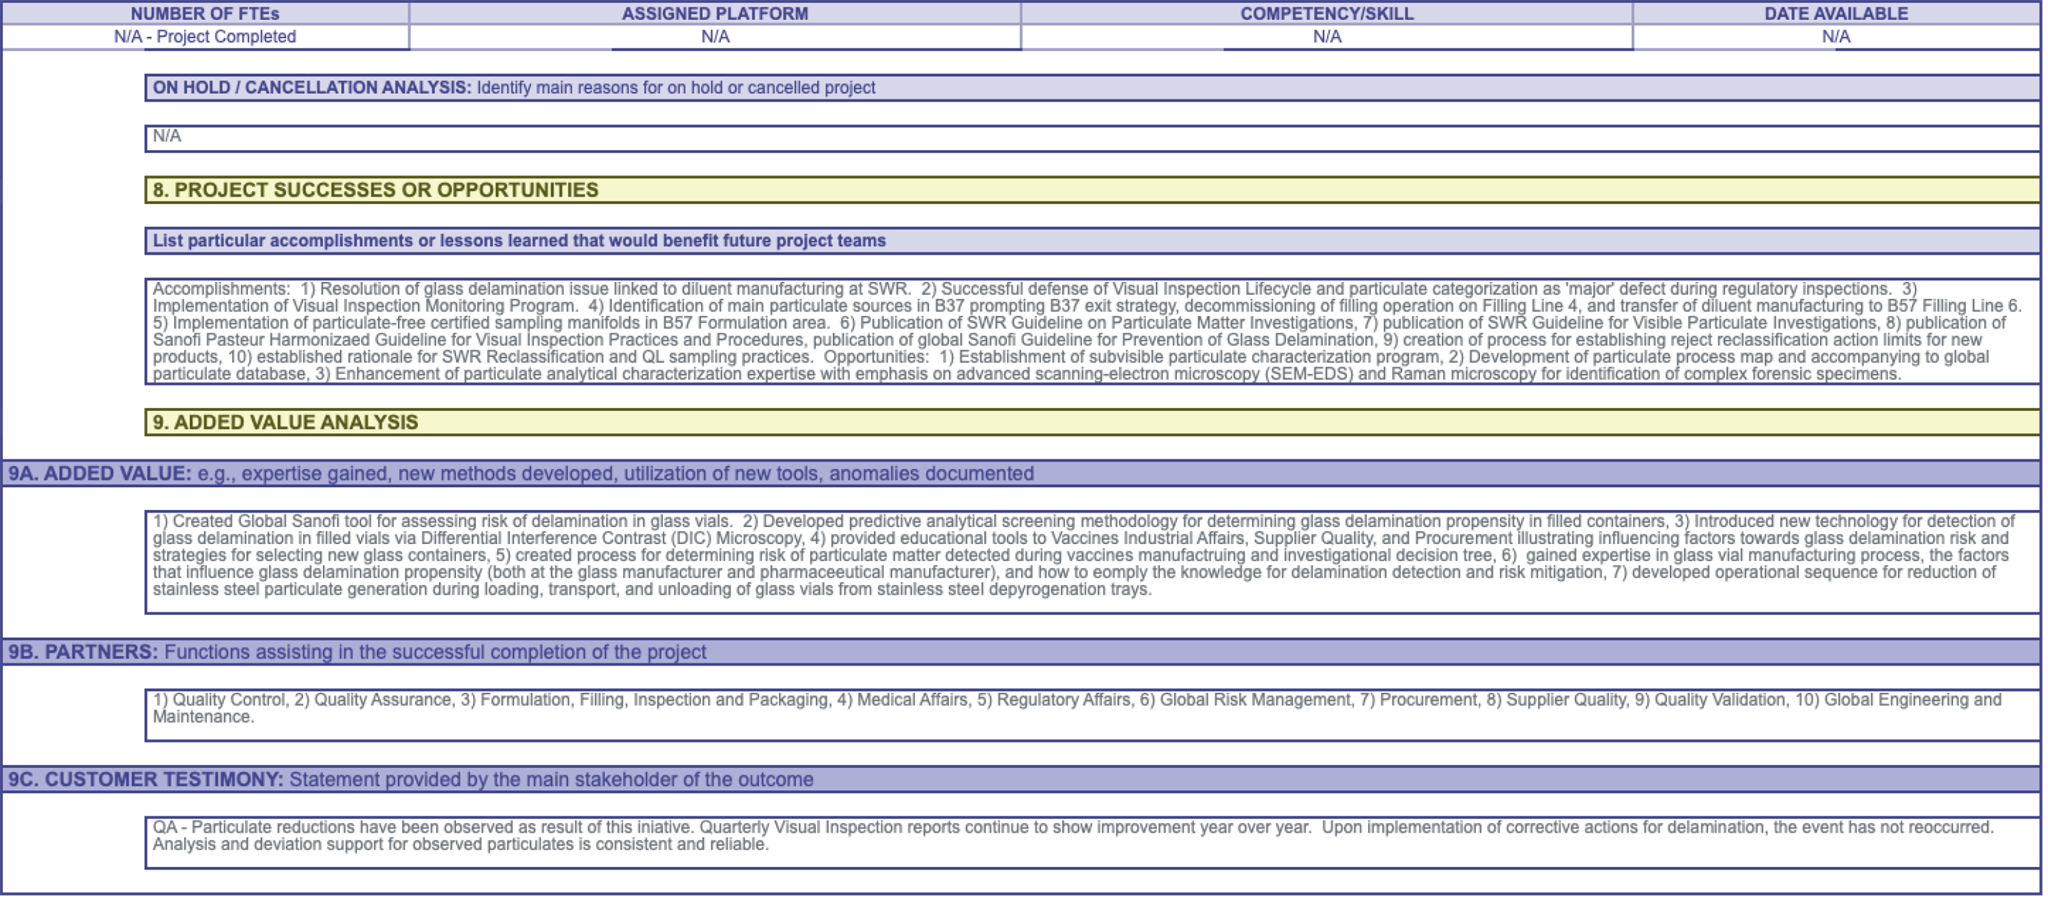 NUMBER OF FTEs ASSIGNED PLATFORM COMPETENCY/SKILL DATE AVAILABLE
N/A - Project Completed N/A N/A N/A
ON HOLD / CANCELLATION ANALYSIS: Identify main reasons for on hold or cancelled project
N/A
8. PROJECT SUCCESSES OR OPPORTUNITIES
List particular accomplishments or lessons learned that would benefit future project teams
Accomplishments:  1) Resolution of glass delamination issue linked to diluent manufacturing at SWR.  2) Successful defense of Visual Inspection Lifecycle and particulate categorization as 'major' defect during regulatory inspections.  3)
Implementation of Visual Inspection Monitoring Program.  4) Identification of main particulate sources in B37 prompting B37 exit strategy, decommissioning of filling operation on Filling Line 4, and transfer of diluent manufacturing to B57 Filling Line 6.
5) Implementation of particulate-free certified sampling manifolds in B57 Formulation area.  6) Publication of SWR Guideline on Particulate Matter Investigations, 7) publication of SWR Guideline for Visible Particulate Investigations, 8) publication of
Sanofi Pasteur Harmonizaed Guideline for Visual Inspection Practices and Procedures, publication of global Sanofi Guideline for Prevention of Glass Delamination, 9) creation of process for establishing reject reclassification action limits for new
products, 10) established rationale for SWR Reclassification and QL sampling practices.  Opportunities:  1) Establishment of subvisible particulate characterization program, 2) Development of particulate process map and accompanying to global
particulate database, 3) Enhancement of particulate analytical characterization expertise with emphasis on advanced scanning-electron microscopy (SEM-EDS) and Raman microscopy for identification of complex forensic specimens.
9. ADDED VALUE ANALYSIS
9A. ADDED VALUE: e.g., expertise gained, new methods developed, utilization of new tools, anomalies documented
1) Created Global Sanofi tool for assessing risk of delamination in glass vials.  2) Developed predictive analytical screening methodology for determining glass delamination propensity in filled containers, 3) Introduced new technology for detection of
glass delamination in filled vials via Differential Interference Contrast (DIC) Microscopy, 4) provided educational tools to Vaccines Industrial Affairs, Supplier Quality, and Procurement illustrating influencing factors towards glass delamination risk and
strategies for selecting new glass containers, 5) created process for determining risk of particulate matter detected during vaccines manufactruing and investigational decision tree, 6)  gained expertise in glass vial manufacturing process, the factors
that influence glass delamination propensity (both at the glass manufacturer and pharmaceeutical manufacturer), and how to eomply the knowledge for delamination detection and risk mitigation, 7) developed operational sequence for reduction of
stainless steel particulate generation during loading, transport, and unloading of glass vials from stainless steel depyrogenation trays.
9B. PARTNERS: Functions assisting in the successful completion of the project
1) Quality Control, 2) Quality Assurance, 3) Formulation, Filling, Inspection and Packaging, 4) Medical Affairs, 5) Regulatory Affairs, 6) Global Risk Management, 7) Procurement, 8) Supplier Quality, 9) Quality Validation, 10) Global Engineering and
Maintenance.
9C. CUSTOMER TESTIMONY: Statement provided by the main stakeholder of the outcome
QA - Particulate reductions have been observed as result of this iniative. Quarterly Visual Inspection reports continue to show improvement year over year.  Upon implementation of corrective actions for delamination, the event has not reoccurred.
Analysis and deviation support for observed particulates is consistent and reliable.